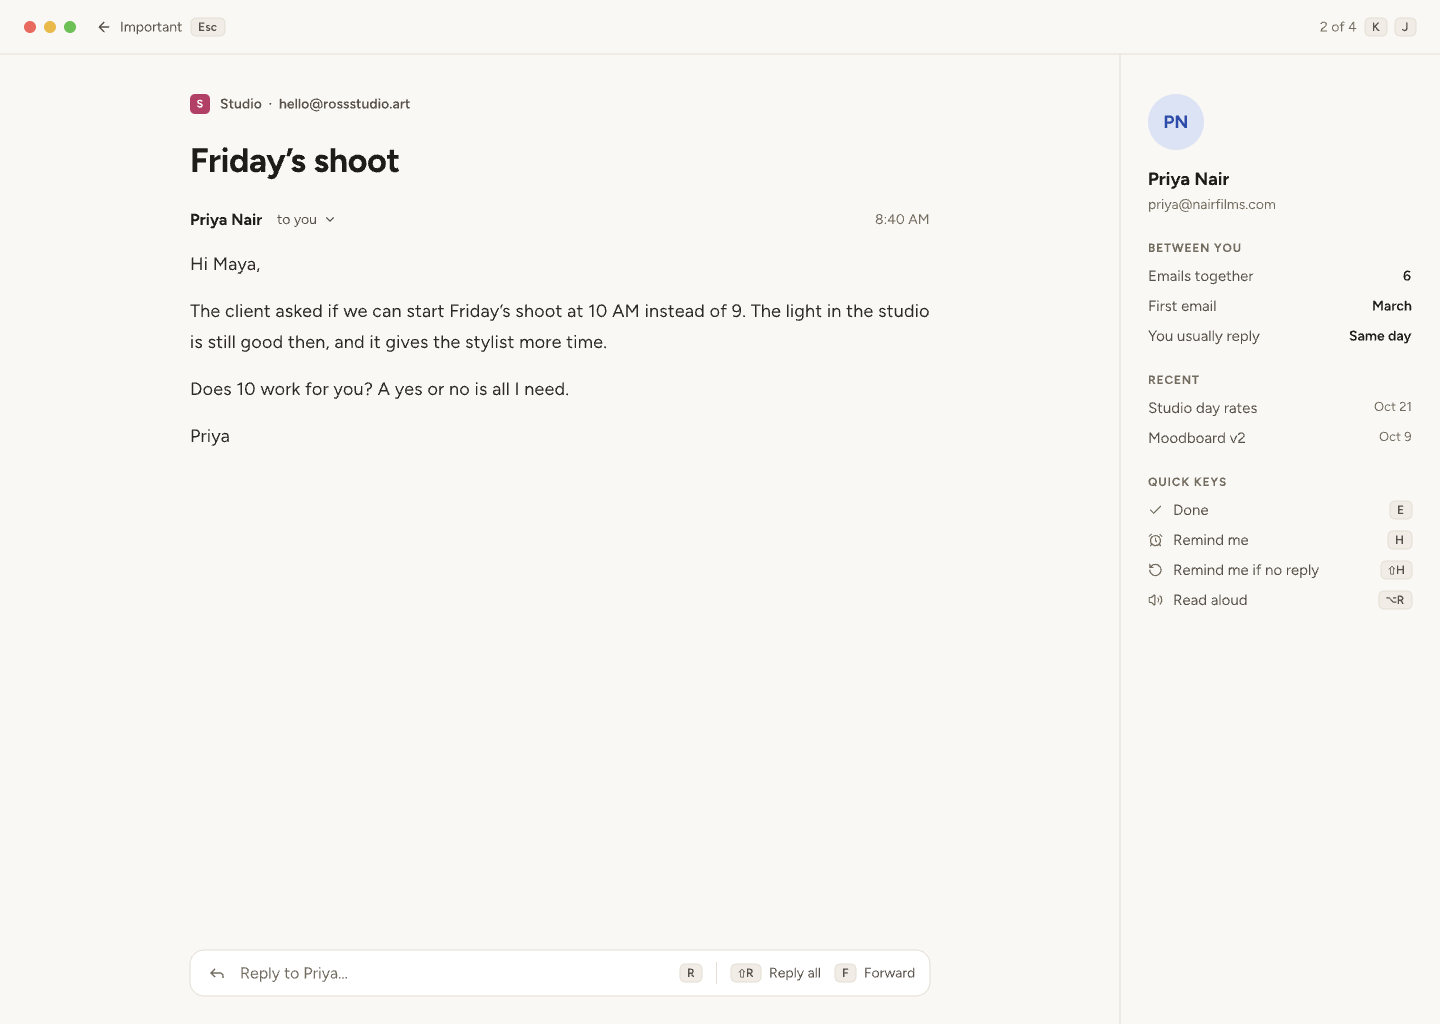 Important Esc
2 of 4 K J
S Studio · hello@rossstudio.art
Friday’s shoot
Priya Nair to you 8:40 AM
Hi Maya,
The client asked if we can start Friday’s shoot at 10 AM instead of 9. The light in the studio
is still good then, and it gives the stylist more time.
Does 10 work for you? A yes or no is all I need.
Priya
Reply to Priya... R ⇧R Reply all F Forward
PN
Priya Nair
priya@nairfilms.com
BETWEEN YOU
Emails together 6
First email March
You usually reply Same day
RECENT
Studio day rates Oct 21
Moodboard v2 Oct 9
QUICK KEYS
Done E
Remind me H
Remind me if no reply ⇧H
Read aloud ⌥R